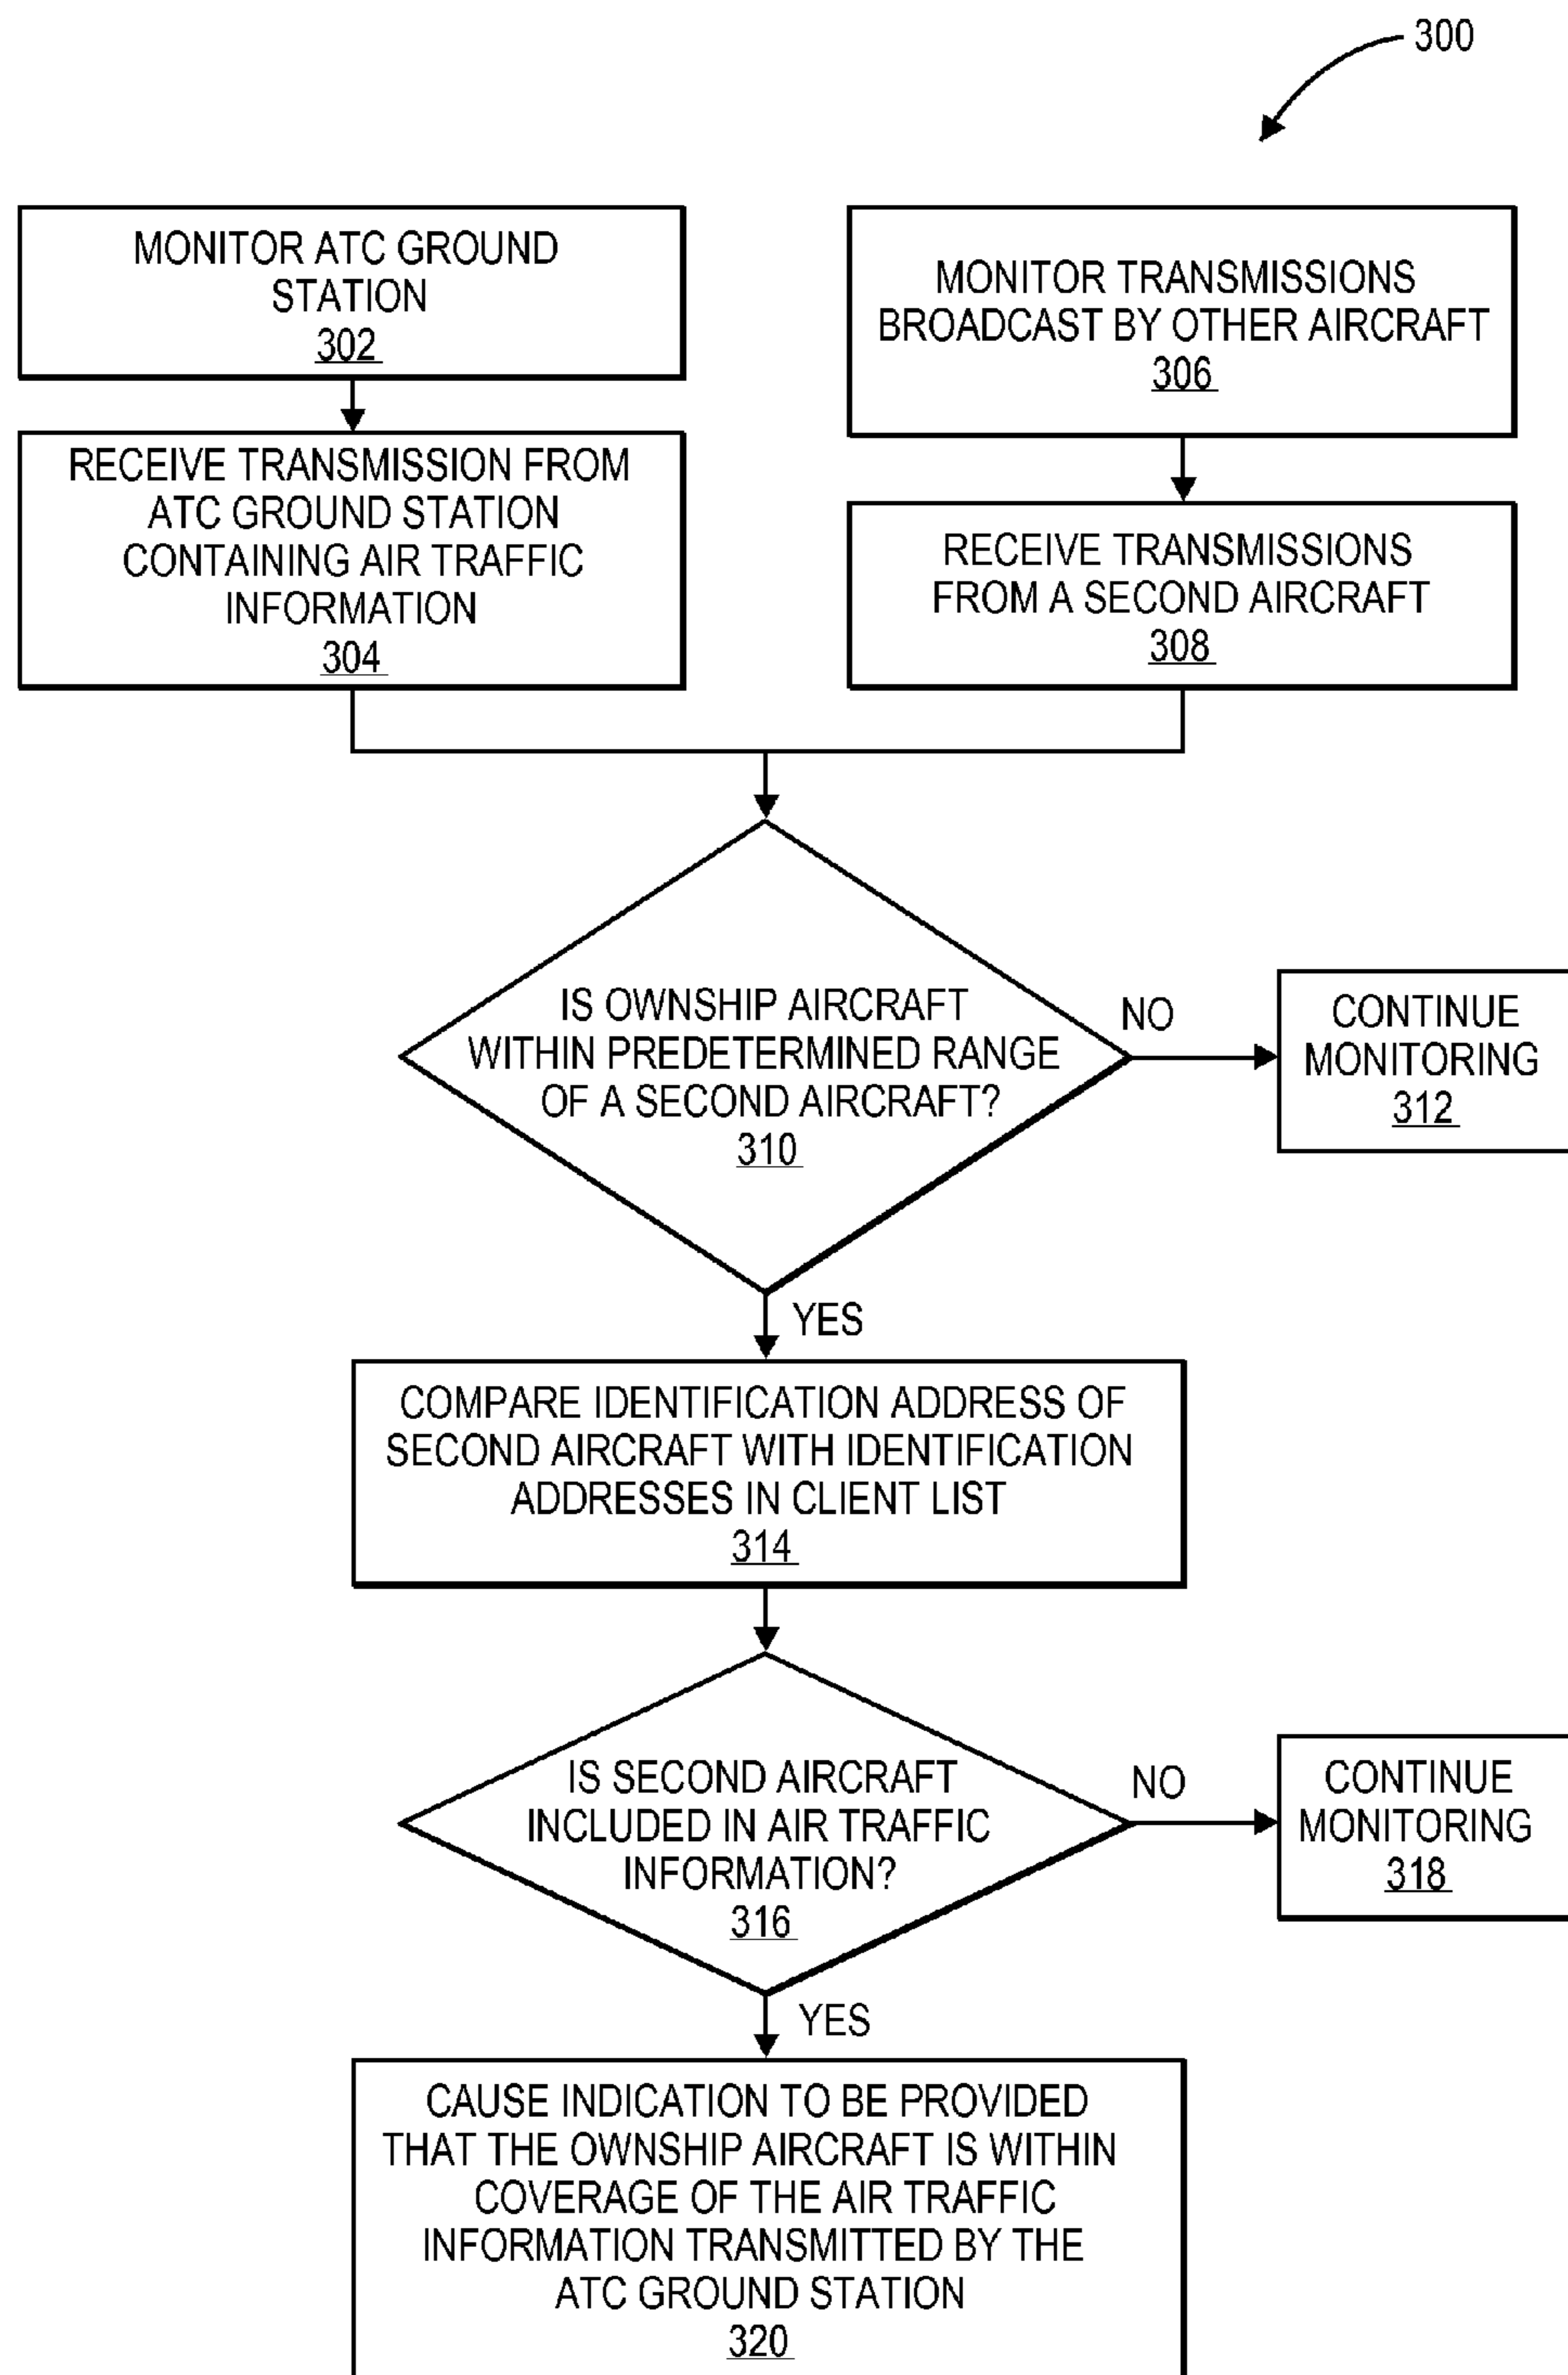 300
MONITOR ATC GROUND
STATION
302
RECEIVE TRANSMISSION FROM
ATC GROUND STATION
CONTAINING AIR TRAFFIC
INFORMATION
304
MONITOR TRANSMISSIONS
BROADCAST BY OTHER AIRCRAFT
306
RECEIVE TRANSMISSIONS
FROM A SECOND AIRCRAFT
308
IS OWNSHIP AIRCRAFT
WITHIN PREDETERMINED RANGE
OF A SECOND AIRCRAFT?
310
NO
CONTINUE
MONITORING
312
YES
COMPARE IDENTIFICATION ADDRESS OF
SECOND AIRCRAFT WITH IDENTIFICATION
ADDRESSES IN CLIENT LIST
314
IS SECOND AIRCRAFT
INCLUDED IN AIR TRAFFIC
INFORMATION?
316
NO
CONTINUE
MONITORING
318
YES
CAUSE INDICATION TO BE PROVIDED
THAT THE OWNSHIP AIRCRAFT IS WITHIN
COVERAGE OF THE AIR TRAFFIC
INFORMATION TRANSMITTED BY THE
ATC GROUND STATION
320